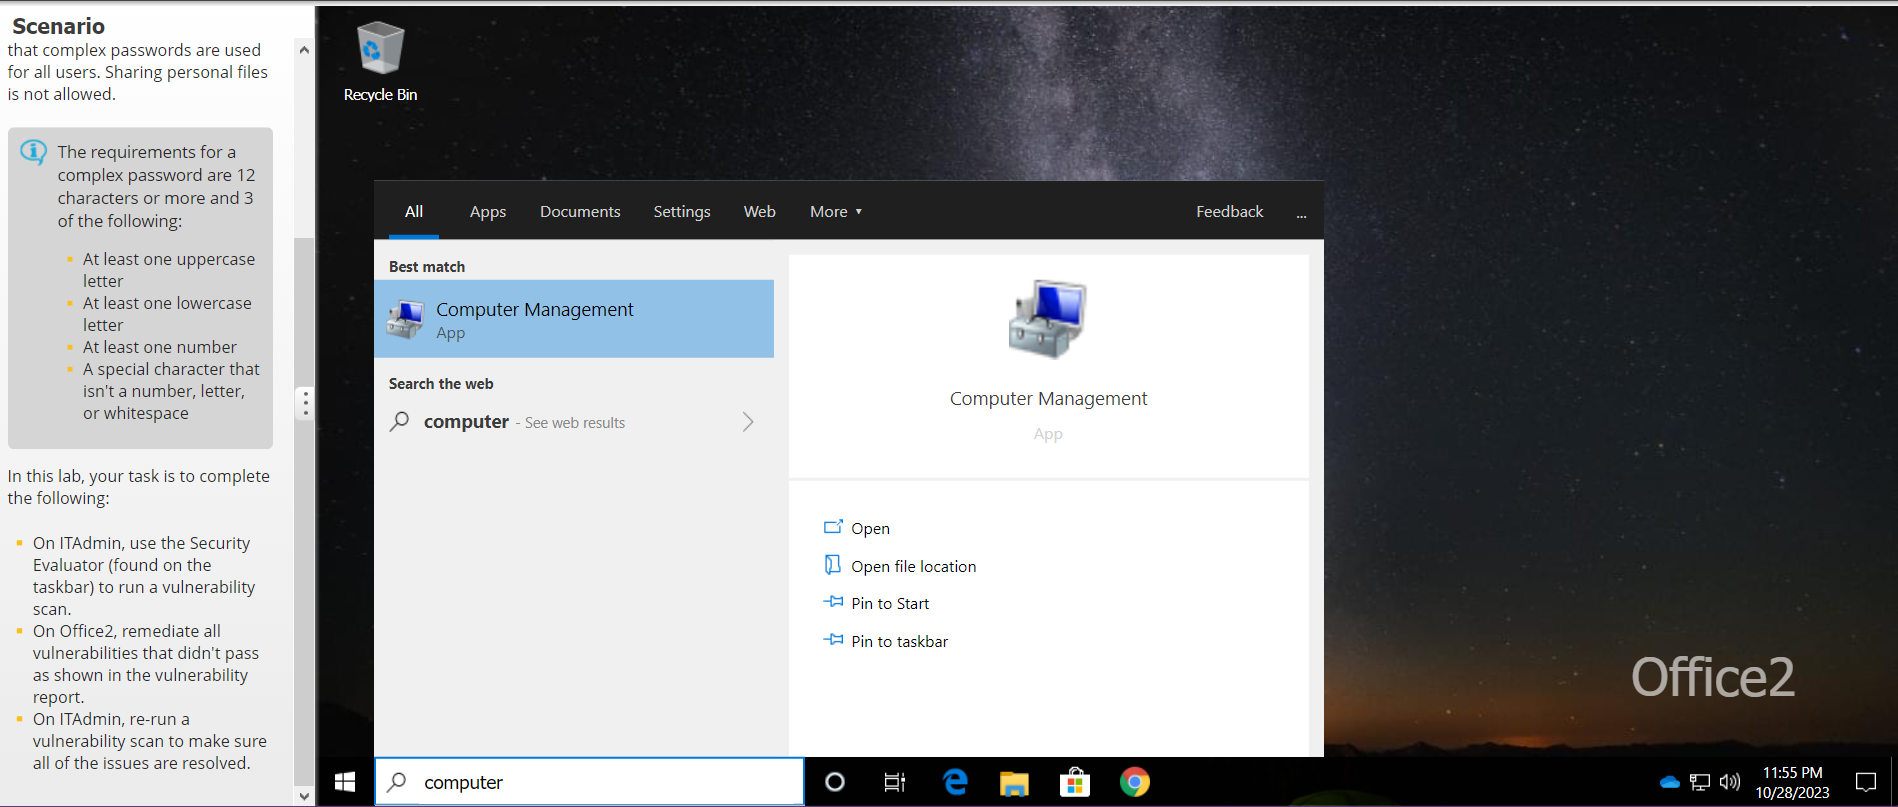 Scenario
that complex passwords are used
for all users. Sharing personal files
is not allowed.
The requirements for a
complex password are 12
characters or more and 3
of the following:
At least one uppercase
letter
At least one lowercase
letter
At least one number
A special character that
isn't a number, letter,
or whitespace
In this lab, your task is to complete
the following:
On ITAdmin, use the Security
Evaluator (found on the
taskbar) to run a vulnerability
scan.
On Office2, remediate all
vulnerabilities that didn't pass
as shown in the vulnerability
report.
On ITAdmin, re-run a
vulnerability scan to make sure
all of the issues are resolved.
Recycle Bin
All Apps Documents Settings Web More Feedback ...
Best match
Computer Management
App
Search the web
computer - See web results
Computer Management
App
Open
Open file location
Pin to Start
Pin to taskbar
Office2
computer
11:55 PM
10/28/2023